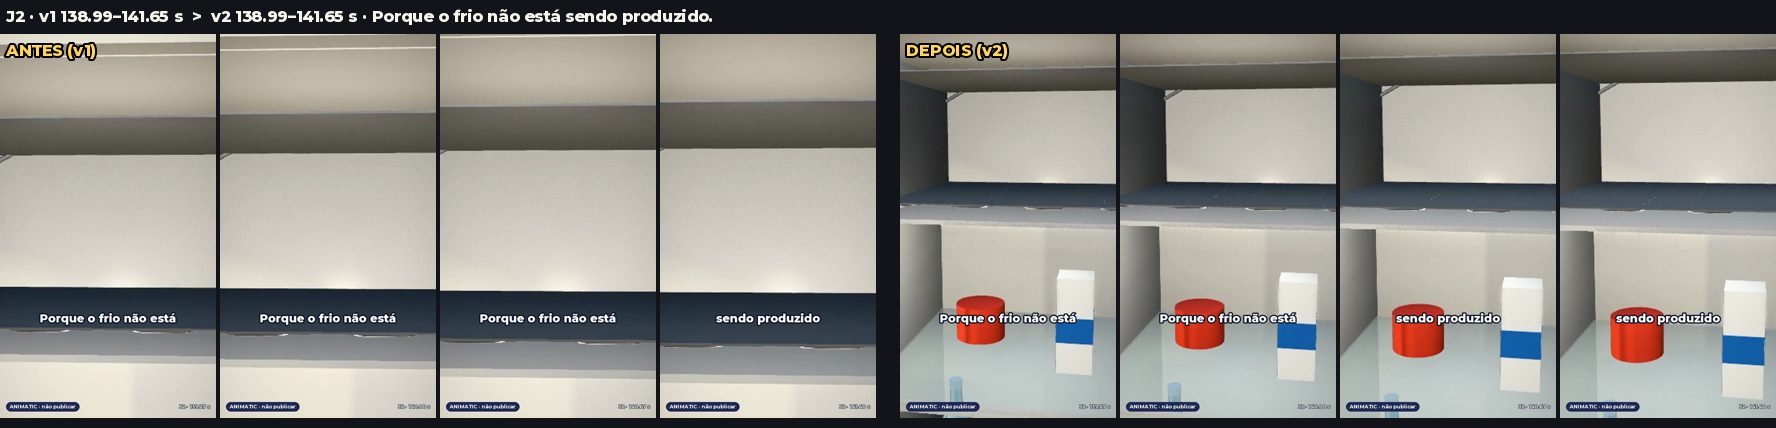 J2 · v1 138.99–141.65 s > v2 138.99–141.65 s · Porque o frio não está sendo produzido.
ANTES (v1)
DEPOIS (v2)
Porque o frio não está
Porque o frio não está
Porque o frio não está
sendo produzido
Porque o frio não está
Porque o frio não está
sendo produzido
sendo produzido
ANIMATIC - não publicar
ANIMATIC - não publicar
ANIMATIC - não publicar
ANIMATIC - não publicar
ANIMATIC - não publicar
ANIMATIC - não publicar
ANIMATIC - não publicar
ANIMATIC - não publicar